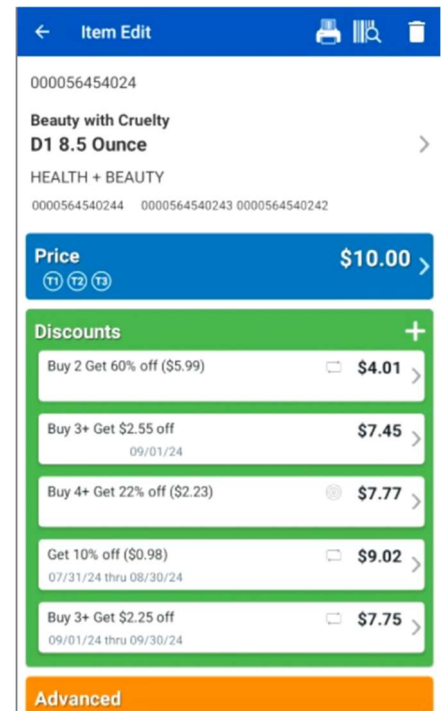 Item Edit
000056454024
Beauty with Cruelty
D1 8.5 Ounce
HEALTH + BEAUTY
0000564540244 0000564540243 0000564540242
Price $10.00
T1 T2 T3
Discounts
Buy 2 Get 60% off ($5.99) $4.01
Buy 3+ Get $2.55 off $7.45
09/01/24
Buy 4+ Get 22% off ($2.23) $7.77
Get 10% off ($0.98) $9.02
07/31/24 thru 08/30/24
Buy 3+ Get $2.25 off $7.75
09/01/24 thru 09/30/24
Advanced